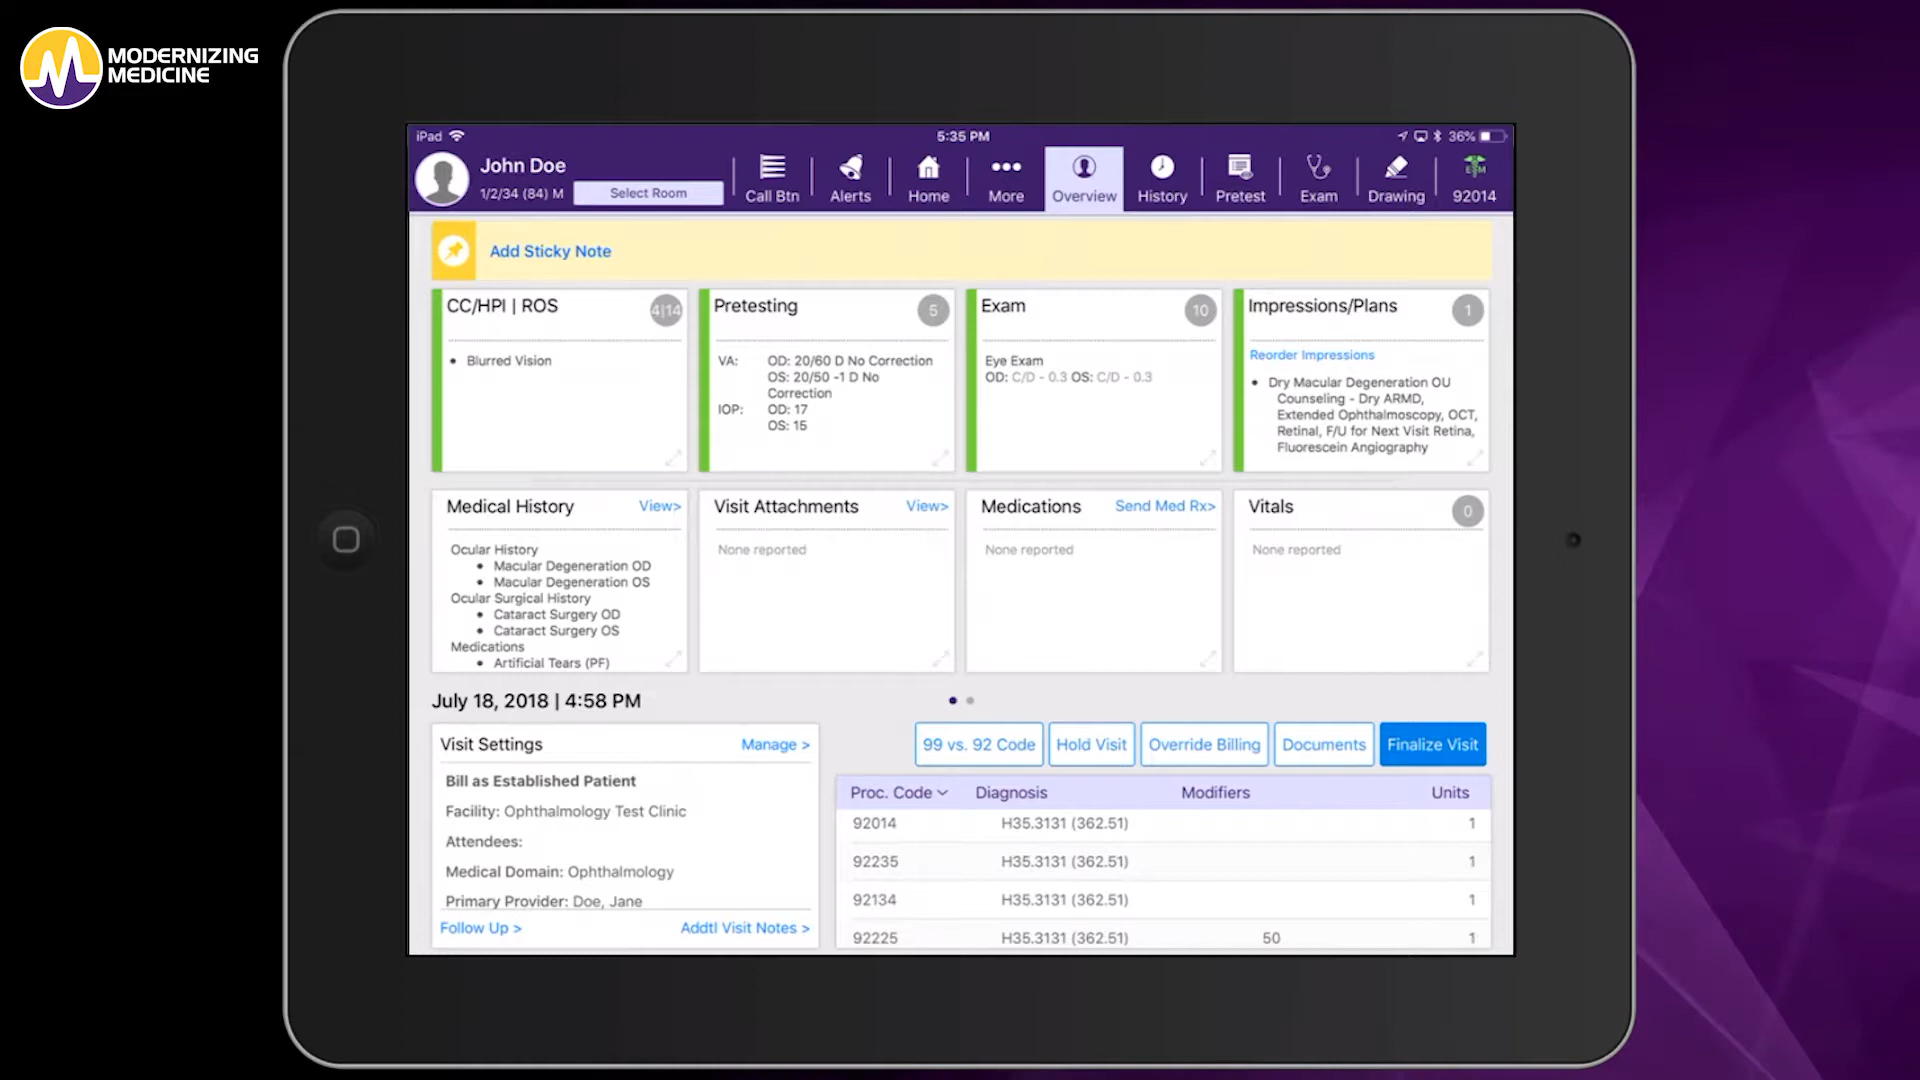 MODERNIZING
MEDICINE
iPad
5:35 PM
36%
John Doe
1/2/34 (84) M
Select Room
Call Btn
Alerts
Home
More
Overview
History
Pretest
Exam
Drawing
92014
Add Sticky Note
CC/HPI | ROS
4|14
Blurred Vision
Pretesting
5
VA: OD: 20/60 D No Correction
OS: 20/50 -1 D No
Correction
IOP: OD: 17
OS: 15
Exam
10
Eye Exam
OD: C/D - 0.3 OS: C/D - 0.3
Impressions/Plans
1
Reorder Impressions
Dry Macular Degeneration OU
Counseling - Dry ARMD,
Extended Ophthalmoscopy, OCT,
Retinal, F/U for Next Visit Retina,
Fluorescein Angiography
Medical History
View>
Ocular History
Macular Degeneration OD
Macular Degeneration OS
Ocular Surgical History
Cataract Surgery OD
Cataract Surgery OS
Medications
Artificial Tears (PF)
Visit Attachments
View>
None reported
Medications
Send Med Rx>
None reported
Vitals
0
None reported
July 18, 2018 | 4:58 PM
Visit Settings
Manage >
Bill as Established Patient
Facility: Ophthalmology Test Clinic
Attendees:
Medical Domain: Ophthalmology
Primary Provider: Doe, Jane
Follow Up >
Addtl Visit Notes >
99 vs. 92 Code
Hold Visit
Override Billing
Documents
Finalize Visit
Proc. Code Diagnosis Modifiers Units
92014 H35.3131 (362.51) 1
92235 H35.3131 (362.51) 1
92134 H35.3131 (362.51) 1
92225 H35.3131 (362.51) 50 1